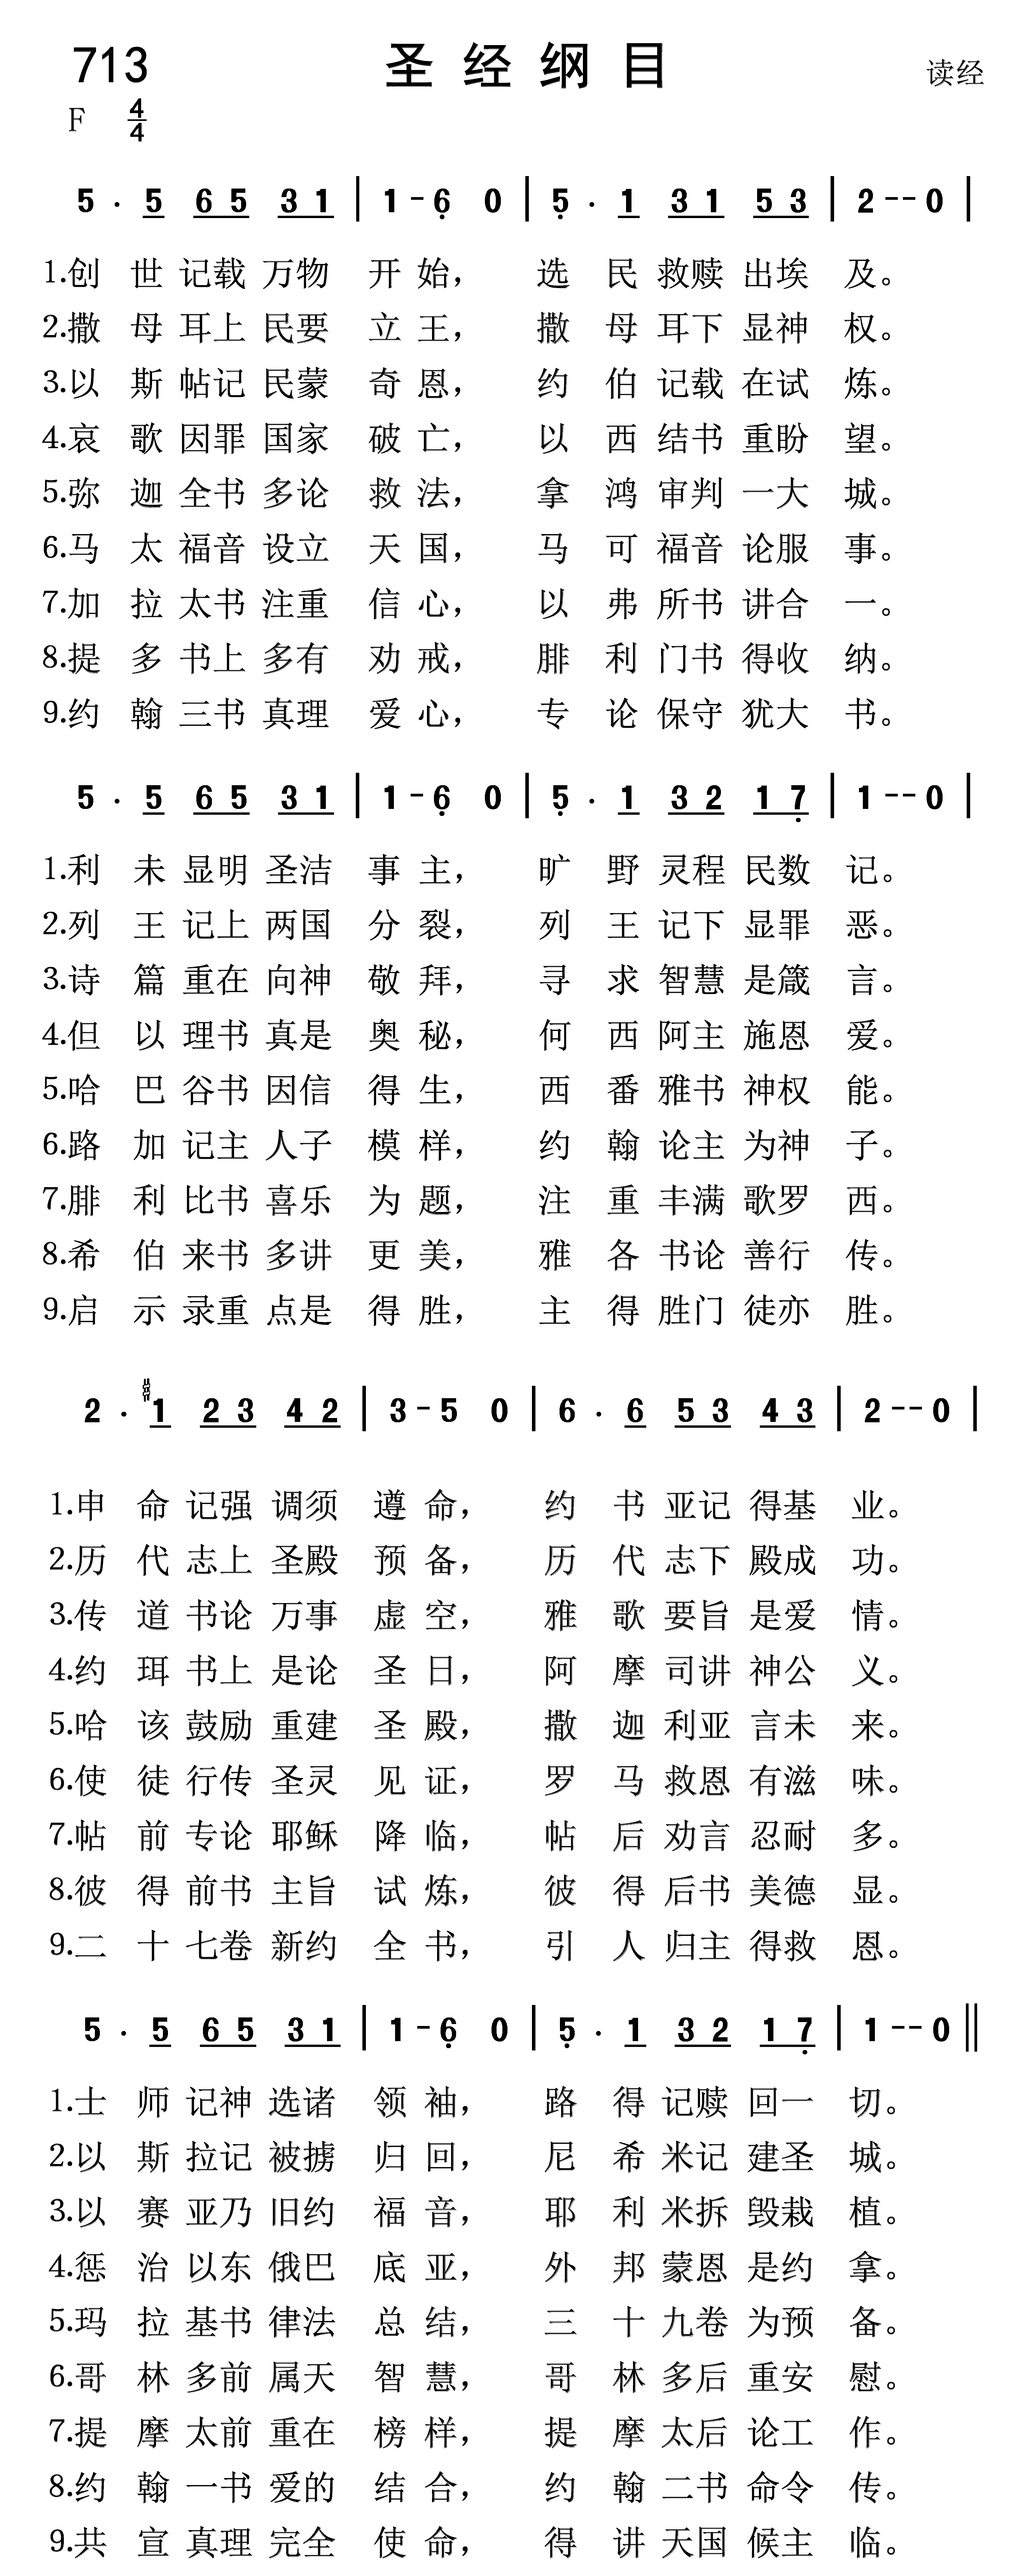 713 圣经纲目 读经
F 4/4
5 · 5 6 5 3 1 | 1 - 6 0 | 5 · 1 3 1 5 3 | 2 - - 0 |
1.创世记载万物开始，选民救赎出埃及。
2.撒母耳上民要立王，撒母耳下显神权。
3.以斯帖记民蒙奇恩，约伯记载在试炼。
4.哀歌因罪国家破亡，以西结书重盼望。
5.弥迦全书多论救法，拿鸿审判一大城。
6.马太福音设立天国，马可福音论服事。
7.加拉太书注重信心，以弗所书讲合一。
8.提多书上多有劝戒，腓利门书得收纳。
9.约翰三书真理爱心，专论保守犹大书。
5 · 5 6 5 3 1 | 1 - 6 0 | 5 · 1 3 2 1 7 | 1 - - 0 |
1.利未显明圣洁事主，旷野灵程民数记。
2.列王记上两国分裂，列王记下显罪恶。
3.诗篇重在向神敬拜，寻求智慧是箴言。
4.但以理书真是奥秘，何西阿主施恩爱。
5.哈巴谷书因信得生，西番雅书神权能。
6.路加记主人子模样，约翰论主为神子。
7.腓利比书喜乐为题，注重丰满歌罗西。
8.希伯来书多讲更美，雅各书论善行传。
9.启示录重点是得胜，主得胜门徒亦胜。
2 · #1 2 3 4 2 | 3 - 5 0 | 6 · 6 5 3 4 3 | 2 - - 0 |
1.申命记强调须遵命，约书亚记得基业。
2.历代志上圣殿预备，历代志下殿成功。
3.传道书论万事虚空，雅歌要旨是爱情。
4.约珥书上是论圣日，阿摩司讲神公义。
5.哈该鼓励重建圣殿，撒迦利亚言未来。
6.使徒行传圣灵见证，罗马救恩有滋味。
7.帖前专论耶稣降临，帖后劝言忍耐多。
8.彼得前书主旨试炼，彼得后书美德显。
9.二十七卷新约全书，引人归主得救恩。
5 · 5 6 5 3 1 | 1 - 6 0 | 5 · 1 3 2 1 7 | 1 - - 0 ‖
1.士师记神选诸领袖，路得记赎回一切。
2.以斯拉记被掳归回，尼希米记建圣城。
3.以赛亚乃旧约福音，耶利米拆毁栽植。
4.惩治以东俄巴底亚，外邦蒙恩是约拿。
5.玛拉基书律法总结，三十九卷为预备。
6.哥林多前属天智慧，哥林多后重安慰。
7.提摩太前重在榜样，提摩太后论工作。
8.约翰一书爱的结合，约翰二书命令传。
9.共宣真理完全使命，得讲天国候主临。